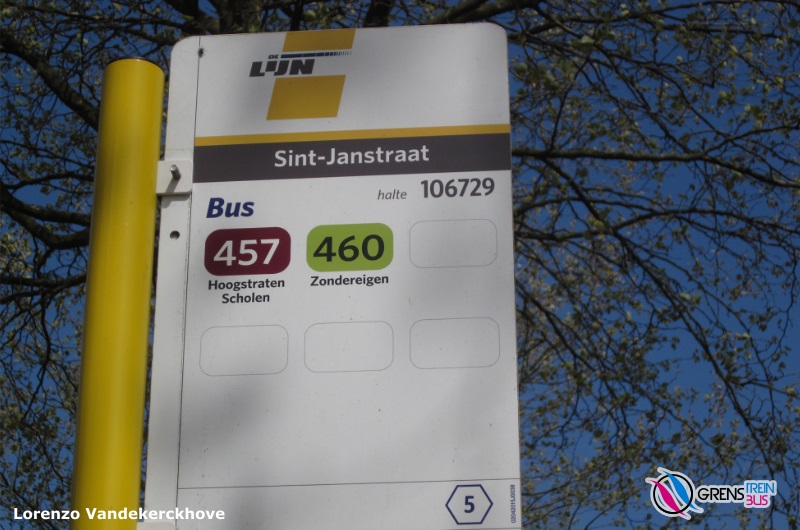 DE
LIJN
Sint-Janstraat
halte 106729
Bus
457
Hoogstraten
Scholen
460
Zondereigen
5
Lorenzo Vandekerckhove
GRENS TREIN
BUS